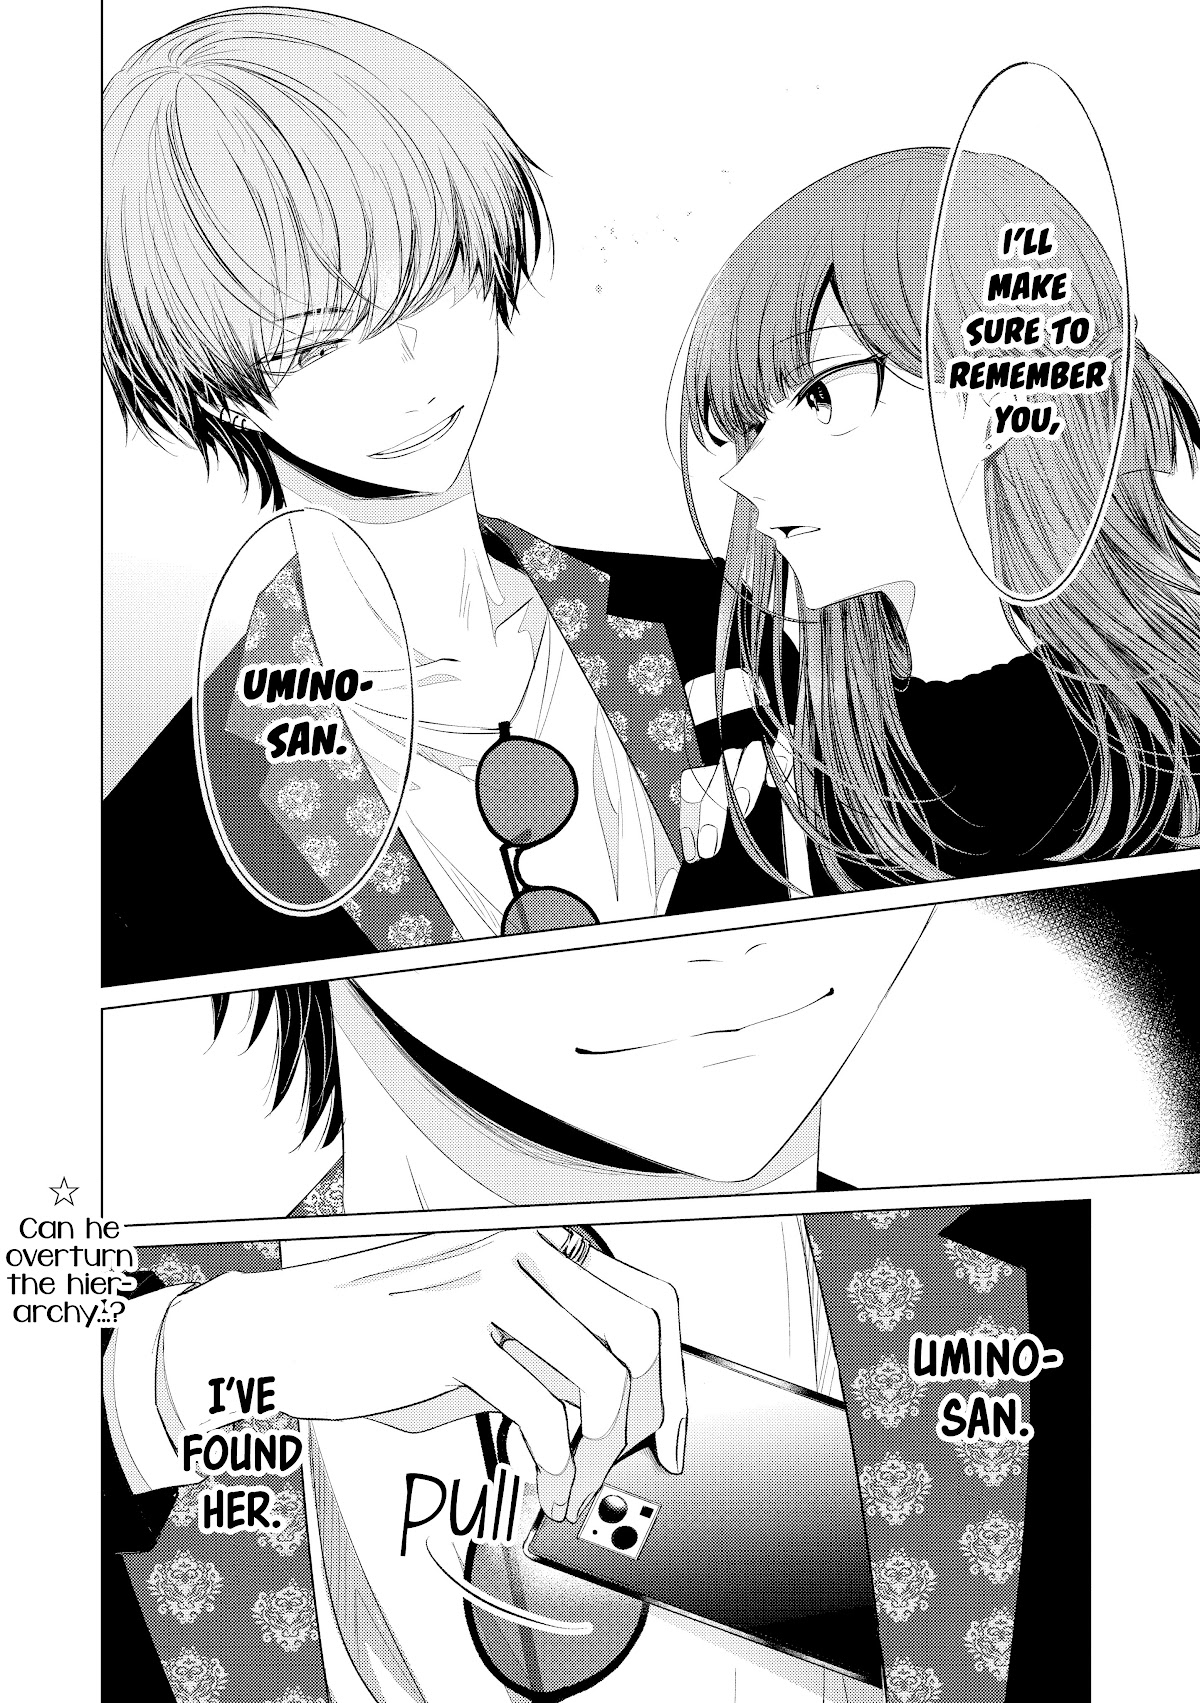 I'LL
MAKE
SURE TO
REMEMBER
YOU,
UMINO-
SAN.
UMINO-
SAN.
I'VE
FOUND
HER.
Pull
☆
Can he
overturn
the hier-
archy...?